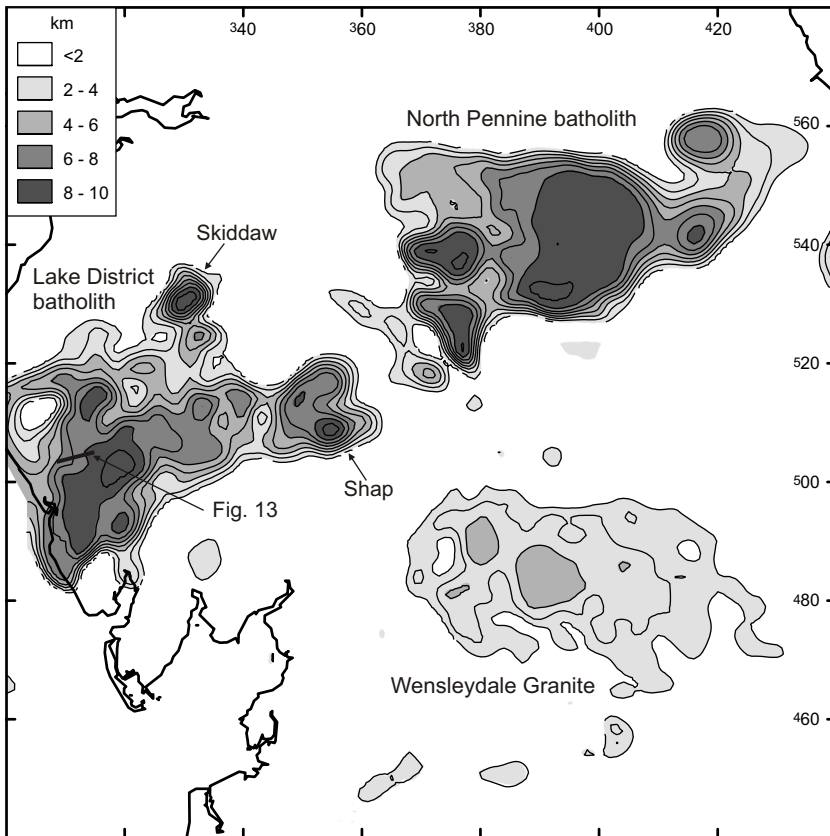 km
<2
2 - 4
4 - 6
6 - 8
8 - 10
340
380
400
420
North Pennine batholith
560
Skiddaw
540
Lake District
batholith
520
Shap
500
Fig. 13
480
Wensleydale Granite
460